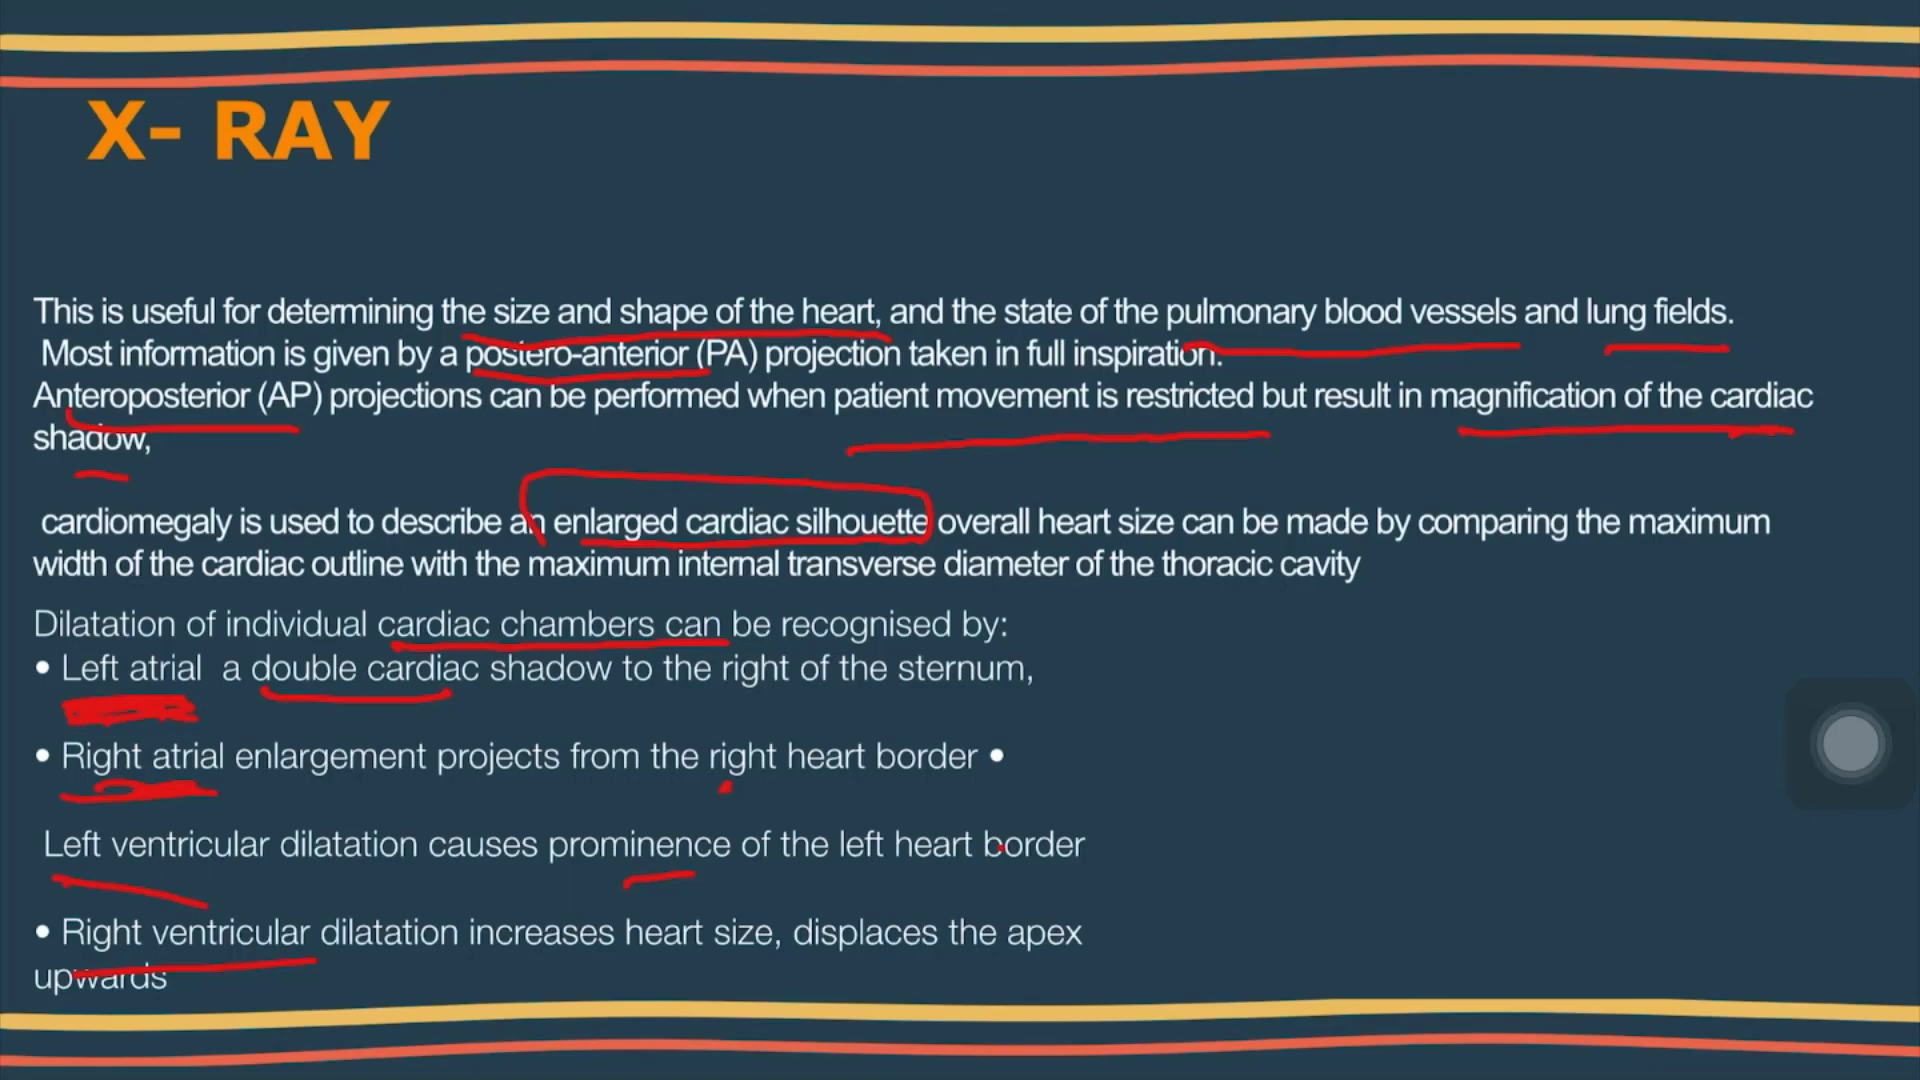 X- RAY
This is useful for determining the size and shape of the heart, and the state of the pulmonary blood vessels and lung fields.
Most information is given by a postero-anterior (PA) projection taken in full inspiration.
Anteroposterior (AP) projections can be performed when patient movement is restricted but result in magnification of the cardiac
shadow,
cardiomegaly is used to describe an enlarged cardiac silhouette overall heart size can be made by comparing the maximum
width of the cardiac outline with the maximum internal transverse diameter of the thoracic cavity
Dilatation of individual cardiac chambers can be recognised by:
• Left atrial a double cardiac shadow to the right of the sternum,
• Right atrial enlargement projects from the right heart border •
Left ventricular dilatation causes prominence of the left heart border
• Right ventricular dilatation increases heart size, displaces the apex
upwards